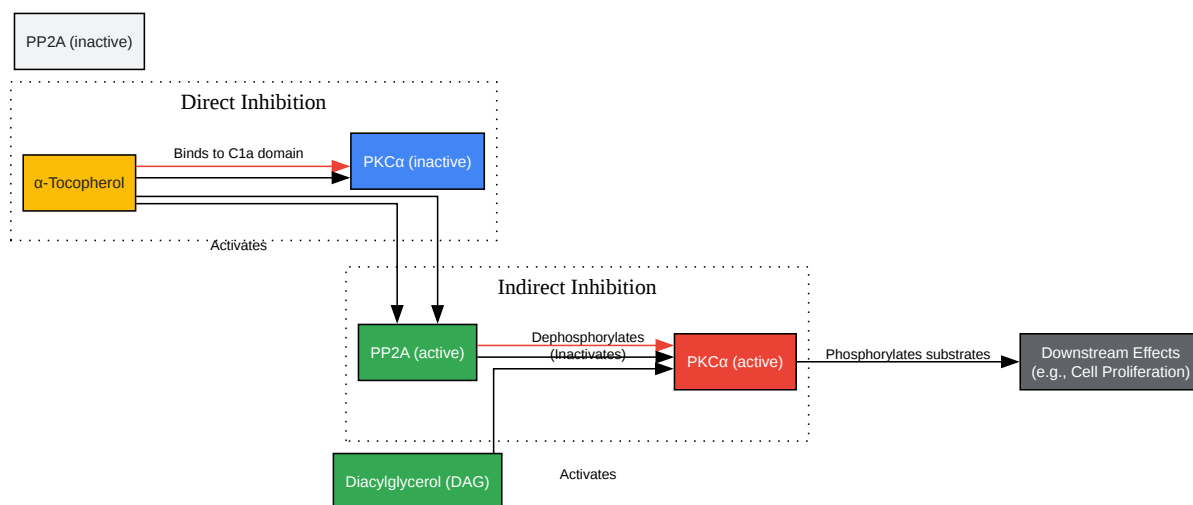 PP2A (inactive)
Direct Inhibition
Binds to C1a domain
PKCα (inactive)
α-Tocopherol
Activates
Indirect Inhibition
Dephosphorylates
(Inactivates)
PP2A (active)
PKCα (active)
Phosphorylates substrates
Downstream Effects
(e.g., Cell Proliferation)
Diacylglycerol (DAG)
Activates